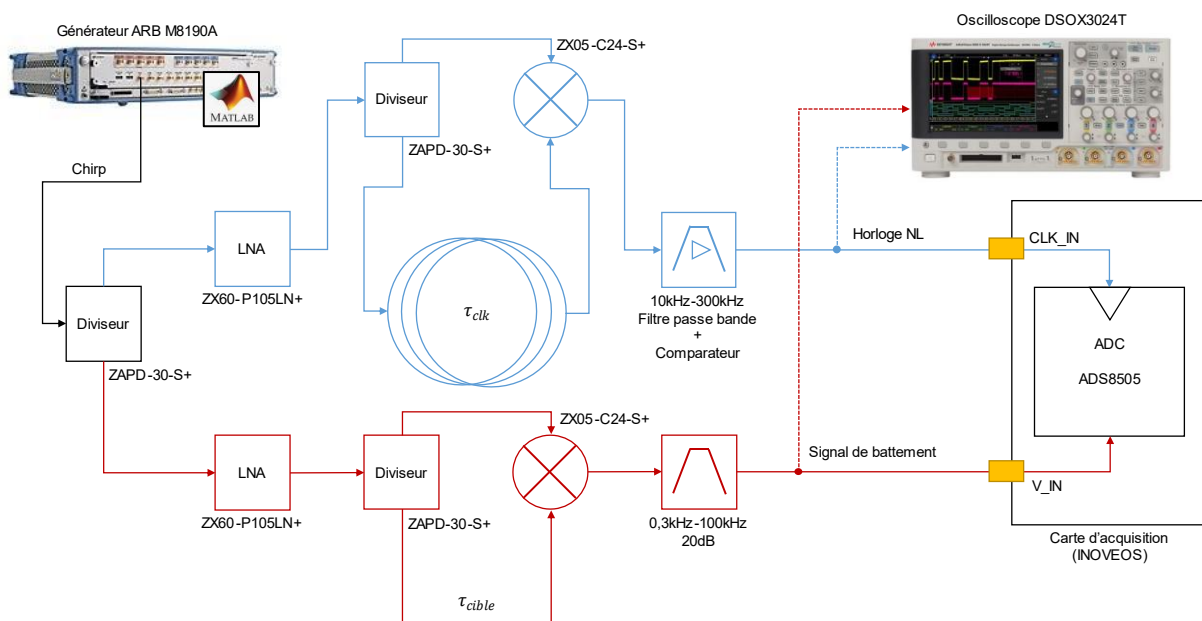 Générateur ARB M8190A
MATLAB
Chirp
Diviseur
ZAPD-30-S+
LNA
ZX60-P105LN+
Diviseur
ZAPD-30-S+
ZX05-C24-S+
τclk
10kHz-300kHz
Filtre passe bande
+
Comparateur
Horloge NL
Oscilloscope DSOX3024T
CLK_IN
ADC
ADS8505
V_IN
Carte d'acquisition
(INOVEOS)
LNA
ZX60-P105LN+
Diviseur
ZAPD-30-S+
ZX05-C24-S+
0,3kHz-100kHz
20dB
Signal de battement
τcible